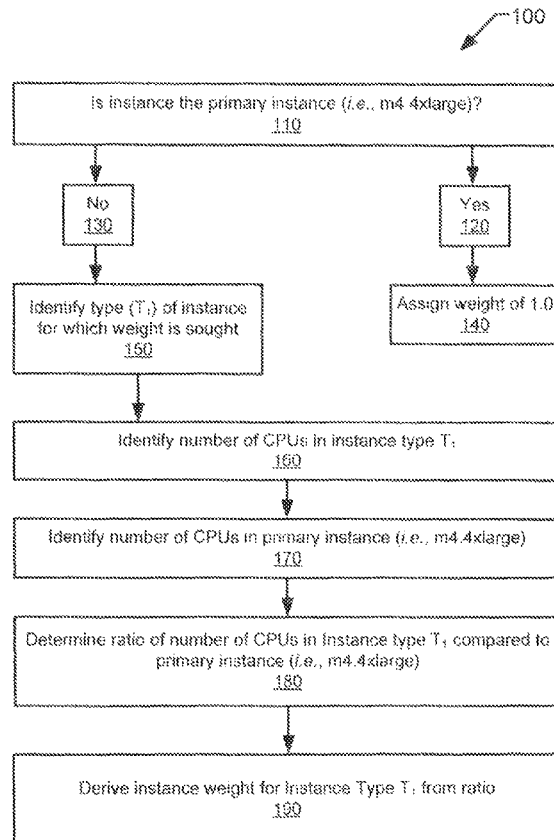 100
Is instance the primary instance (i.e., m4 4xlarge)?
110
No
130
Yes
120
Identify type (T₁) of instance
for which weight is sought
150
Assign weight of 1.0
140
Identify number of CPUs in instance type T₁
160
Identify number of CPUs in primary instance (i.e., m4.4xlarge)
170
Determine ratio of number of CPUs in Instance type T₁ compared to
primary instance (i.e., m4.4xlarge)
180
Derive instance weight for Instance Type T₁ from ratio
190